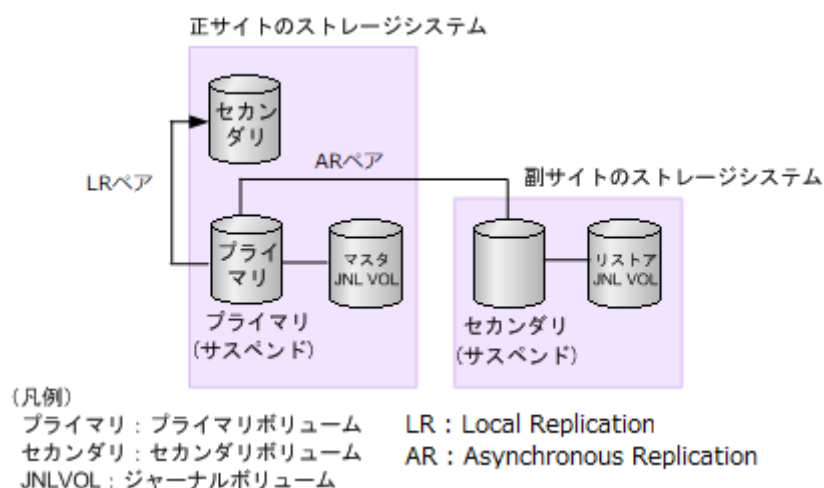 正サイトのストレージシステム
セカン
ダリ
LRペア
ARペア
副サイトのストレージシステム
プライ
マリ
マスタ
JNL VOL
リストア
JNL VOL
プライマリ
(サスペンド)
セカンダリ
(サスペンド)
(凡例)
プライマリ：プライマリボリューム
セカンダリ：セカンダリボリューム
JNLVOL：ジャーナルボリューム
LR : Local Replication
AR : Asynchronous Replication